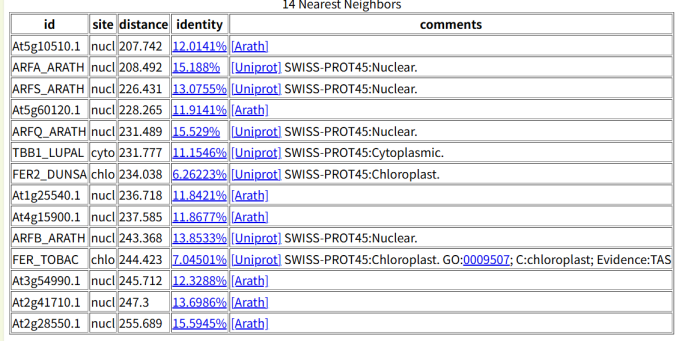 14 Nearest Neighbors
id site distance identity comments
At5g10510.1 nucl 207.742 12.0141% [Arath]
ARFA_ARATH nucl 208.492 15.188% [Uniprot] SWISS-PROT45:Nuclear.
ARFS_ARATH nucl 226.431 13.0755% [Uniprot] SWISS-PROT45:Nuclear.
At5g60120.1 nucl 228.265 11.9141% [Arath]
ARFQ_ARATH nucl 231.489 15.529% [Uniprot] SWISS-PROT45:Nuclear.
TBB1_LUPAL cyto 231.777 11.1546% [Uniprot] SWISS-PROT45:Cytoplasmic.
FER2_DUNSA chlo 234.038 6.26223% [Uniprot] SWISS-PROT45:Chloroplast.
At1g25540.1 nucl 236.718 11.8421% [Arath]
At4g15900.1 nucl 237.585 11.8677% [Arath]
ARFB_ARATH nucl 243.368 13.8533% [Uniprot] SWISS-PROT45:Nuclear.
FER_TOBAC chlo 244.423 7.04501% [Uniprot] SWISS-PROT45:Chloroplast. GO:0009507; C:chloroplast; Evidence:TAS
At3g54990.1 nucl 245.712 12.3288% [Arath]
At2g41710.1 nucl 247.3 13.6986% [Arath]
At2g28550.1 nucl 255.689 15.5945% [Arath]